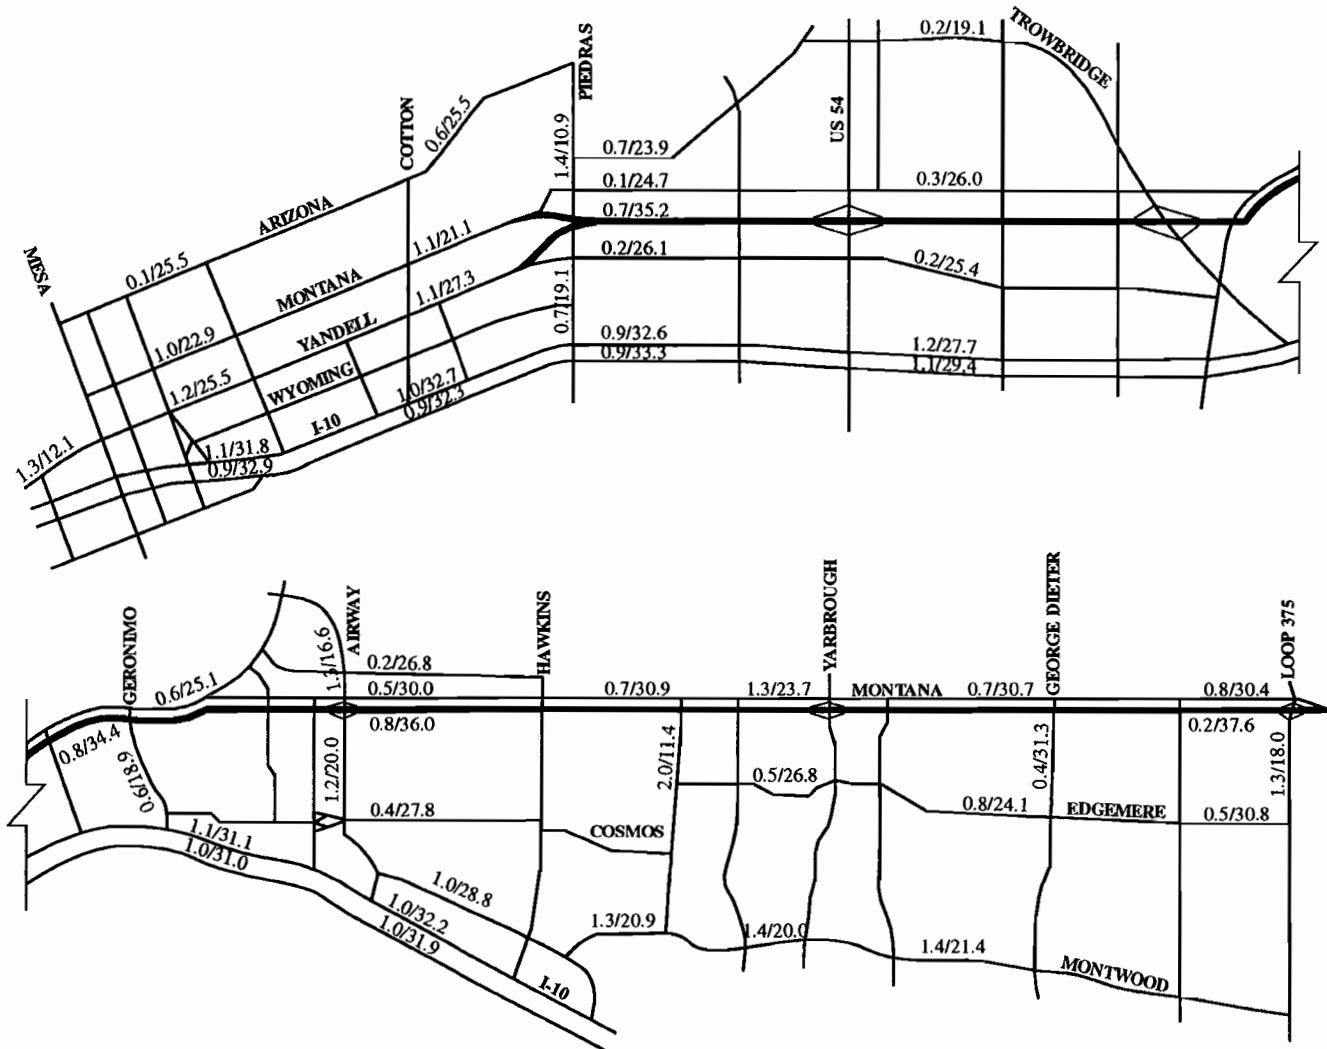 0.2/19.1
TROWBRIDGE
PIEDRAS
COTTON
0.6/25.5
US 54
1.4/10.9
0.7/23.9
0.1/24.7
0.3/26.0
0.7/35.2
ARIZONA
1.1/21.1
0.2/26.1
0.2/25.4
MESA
0.1/25.5
MONTANA
1.1/27.3
0.7/19.1
YANDELL
1.0/22.9
0.9/32.6
0.9/33.3
1.2/27.7
1.1/29.4
1.2/25.5
WYOMING
1.0/32.7
0.9/32.3
I-10
1.3/12.1
1.1/31.8
0.9/32.9
GERONIMO
AIRWAY
HAWKINS
YARBROUGH
GEORGE DIETER
LOOP 375
1.3/16.6
0.2/26.8
0.6/25.1
0.5/30.0
0.7/30.9
1.3/23.7
MONTANA
0.7/30.7
0.8/30.4
0.8/34.4
0.8/36.0
0.2/37.6
0.6/18.9
1.2/20.0
2.0/11.4
0.4/31.3
1.3/18.0
0.5/26.8
0.4/27.8
0.8/24.1
EDGEMERE
0.5/30.8
COSMOS
1.1/31.1
1.0/31.0
1.0/28.8
1.0/32.2
1.0/31.9
1.3/20.9
1.4/20.0
1.4/21.4
MONTWOOD
I-10